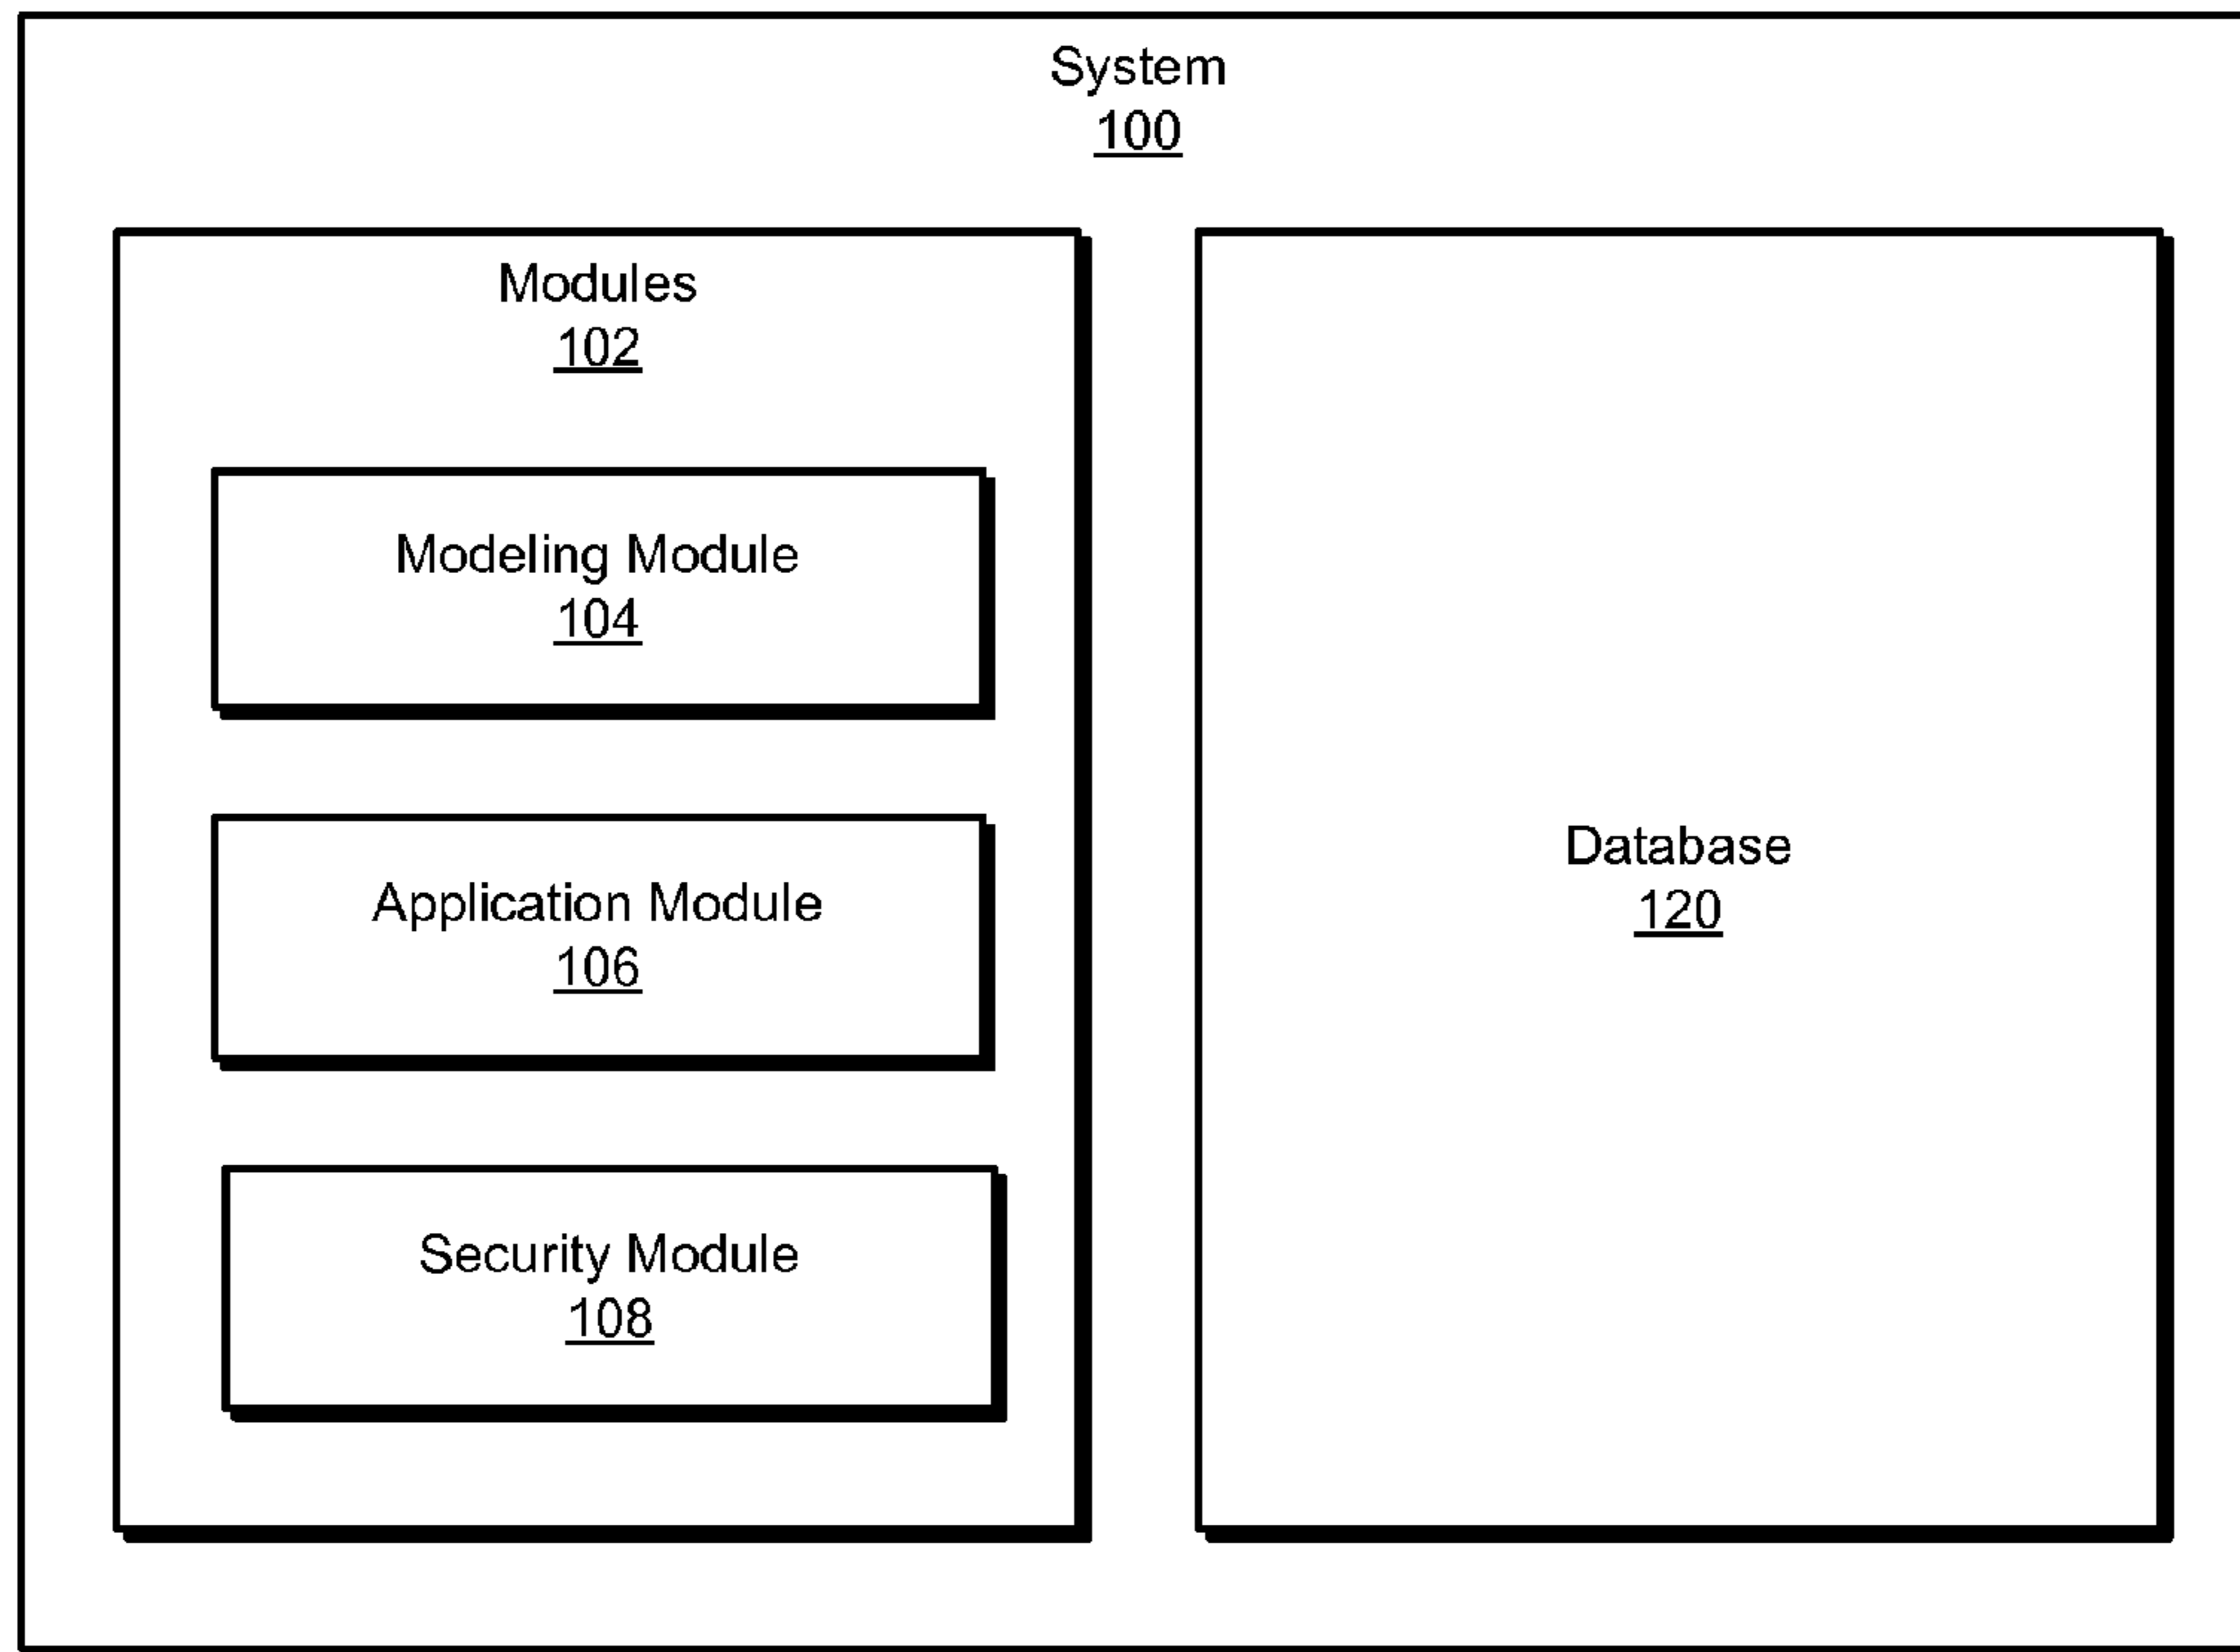 System
100
Modules
102
Modeling Module
104
Application Module
106
Security Module
108
Database
120